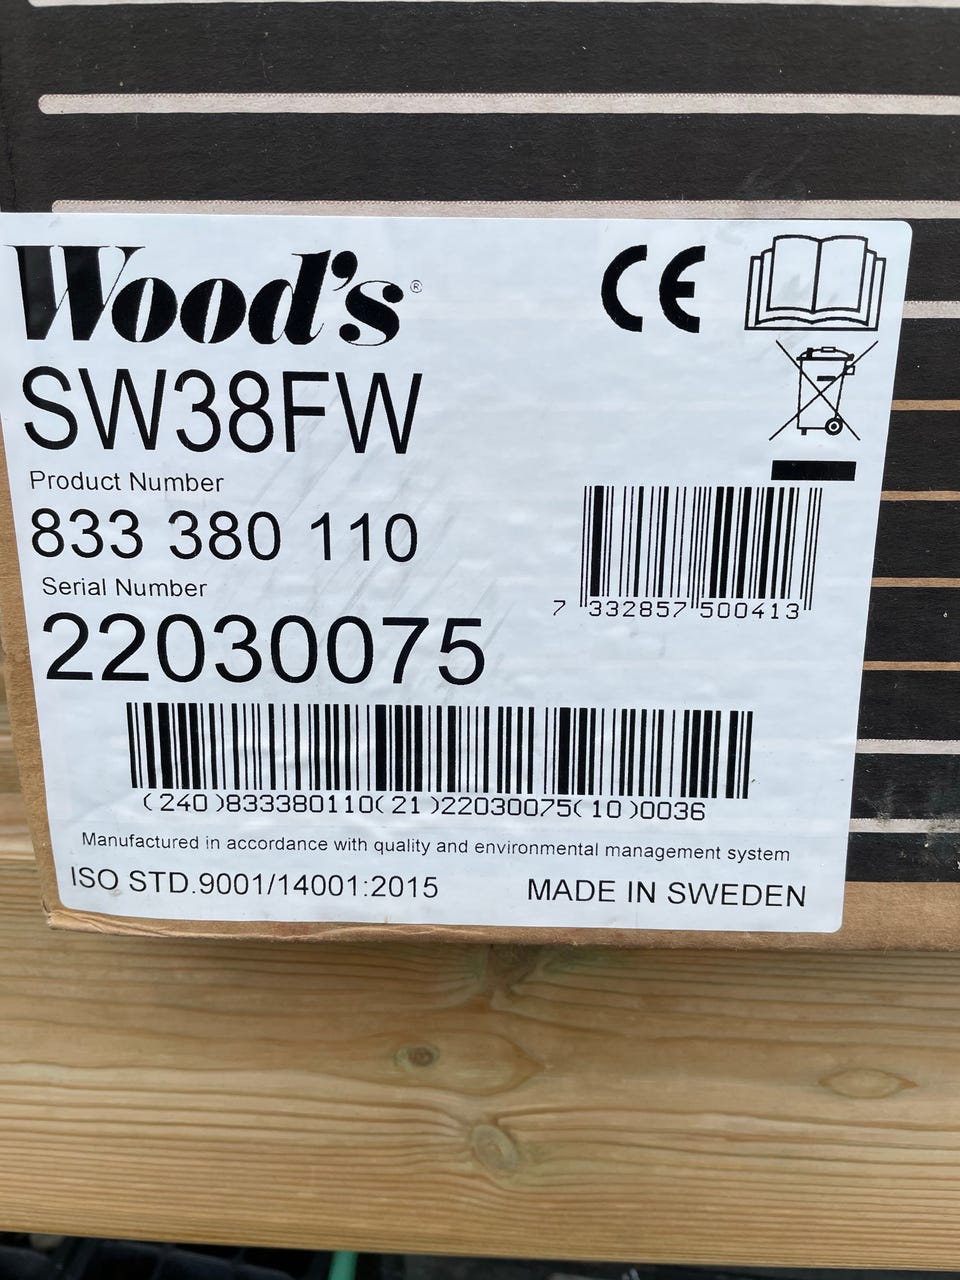 Wood's®
CE
SW38FW
Product Number
833 380 110
Serial Number
22030075
7 332857 500413
(240)833380110(21)22030075(10)0036
Manufactured in accordance with quality and environmental management system
ISO STD.9001/14001:2015
MADE IN SWEDEN